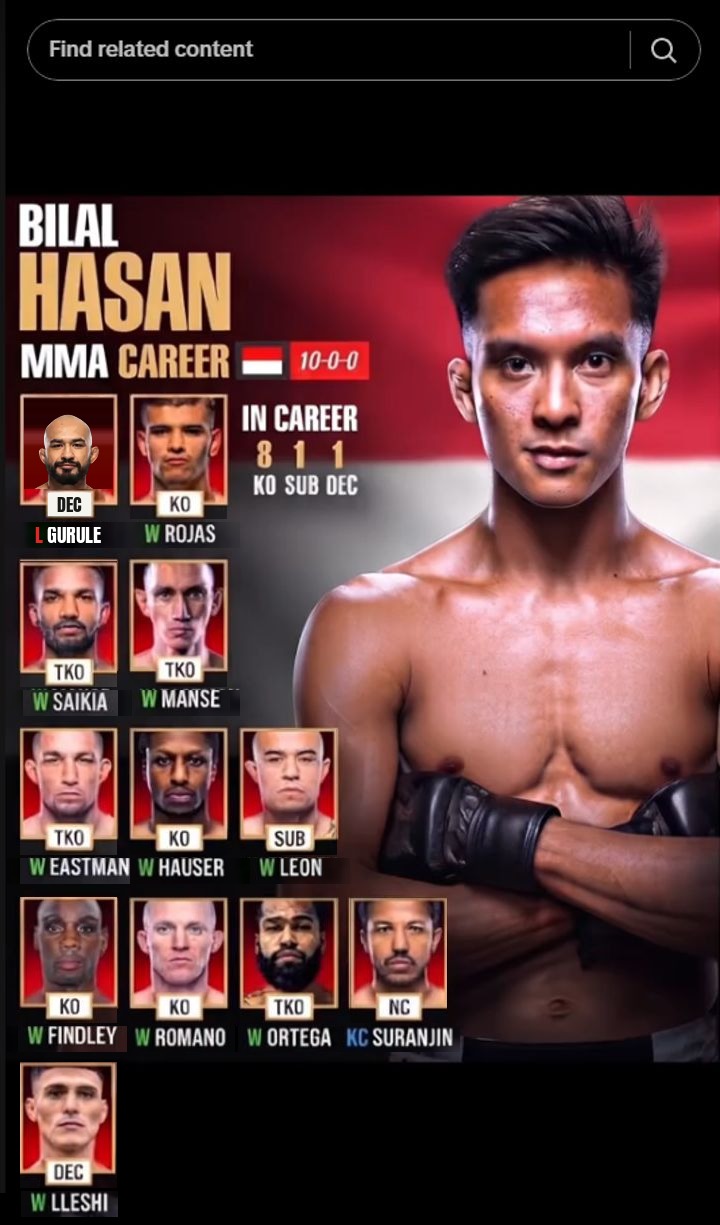 Find related content
BILAL
HASAN
MMA CAREER 10-0-0
IN CAREER
8 1 1
KO SUB DEC
DEC KO
L GURULE W ROJAS
TKO TKO
W SAIKIA W MANSE
TKO KO SUB
W EASTMAN W HAUSER W LEON
KO KO TKO NC
W FINDLEY W ROMANO W ORTEGA KC SURANJIN
DEC
W LLESHI